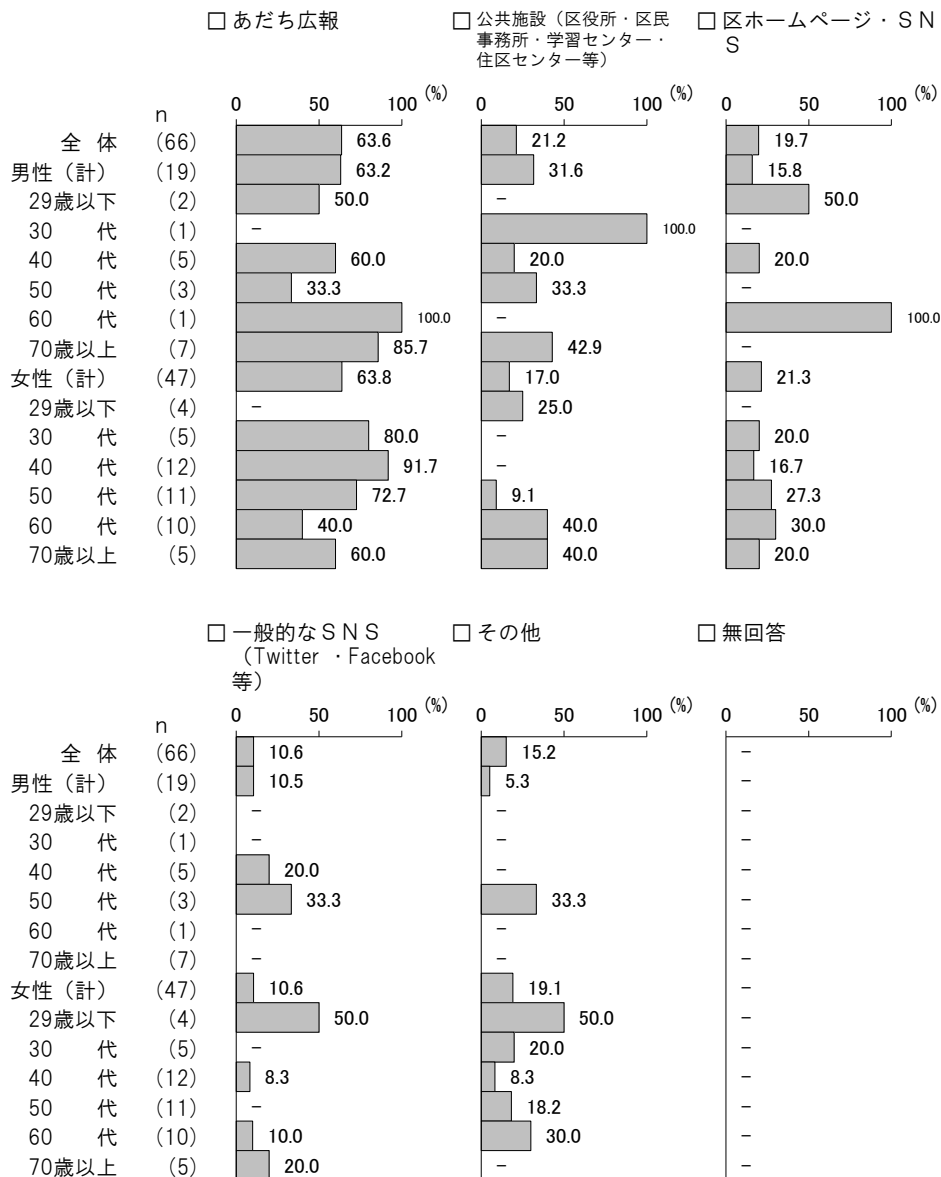 □ あだち広報
□ 公共施設（区役所・区民
事務所・学習センター・
住区センター等）
□ 区ホームページ・ＳＮ
Ｓ
n 0 50 100 (%) 0 50 100 (%) 0 50 100 (%)
全 体 (66) 63.6 21.2 19.7
男性（計） (19) 63.2 31.6 15.8
29歳以下 (2) 50.0 － 50.0
30 代 (1) － 100.0 －
40 代 (5) 60.0 20.0 20.0
50 代 (3) 33.3 33.3 －
60 代 (1) 100.0 － 100.0
70歳以上 (7) 85.7 42.9 －
女性（計） (47) 63.8 17.0 21.3
29歳以下 (4) － 25.0 －
30 代 (5) 80.0 － 20.0
40 代 (12) 91.7 － 16.7
50 代 (11) 72.7 9.1 27.3
60 代 (10) 40.0 40.0 30.0
70歳以上 (5) 60.0 40.0 20.0
□ 一般的なＳＮＳ
（Twitter ・Facebook
等）
□ その他
□ 無回答
n 0 50 100 (%) 0 50 100 (%) 0 50 100 (%)
全 体 (66) 10.6 15.2 －
男性（計） (19) 10.5 5.3 －
29歳以下 (2) － － －
30 代 (1) － － －
40 代 (5) 20.0 － －
50 代 (3) 33.3 33.3 －
60 代 (1) － － －
70歳以上 (7) － － －
女性（計） (47) 10.6 19.1 －
29歳以下 (4) 50.0 50.0 －
30 代 (5) － 20.0 －
40 代 (12) 8.3 8.3 －
50 代 (11) － 18.2 －
60 代 (10) 10.0 30.0 －
70歳以上 (5) 20.0 － －